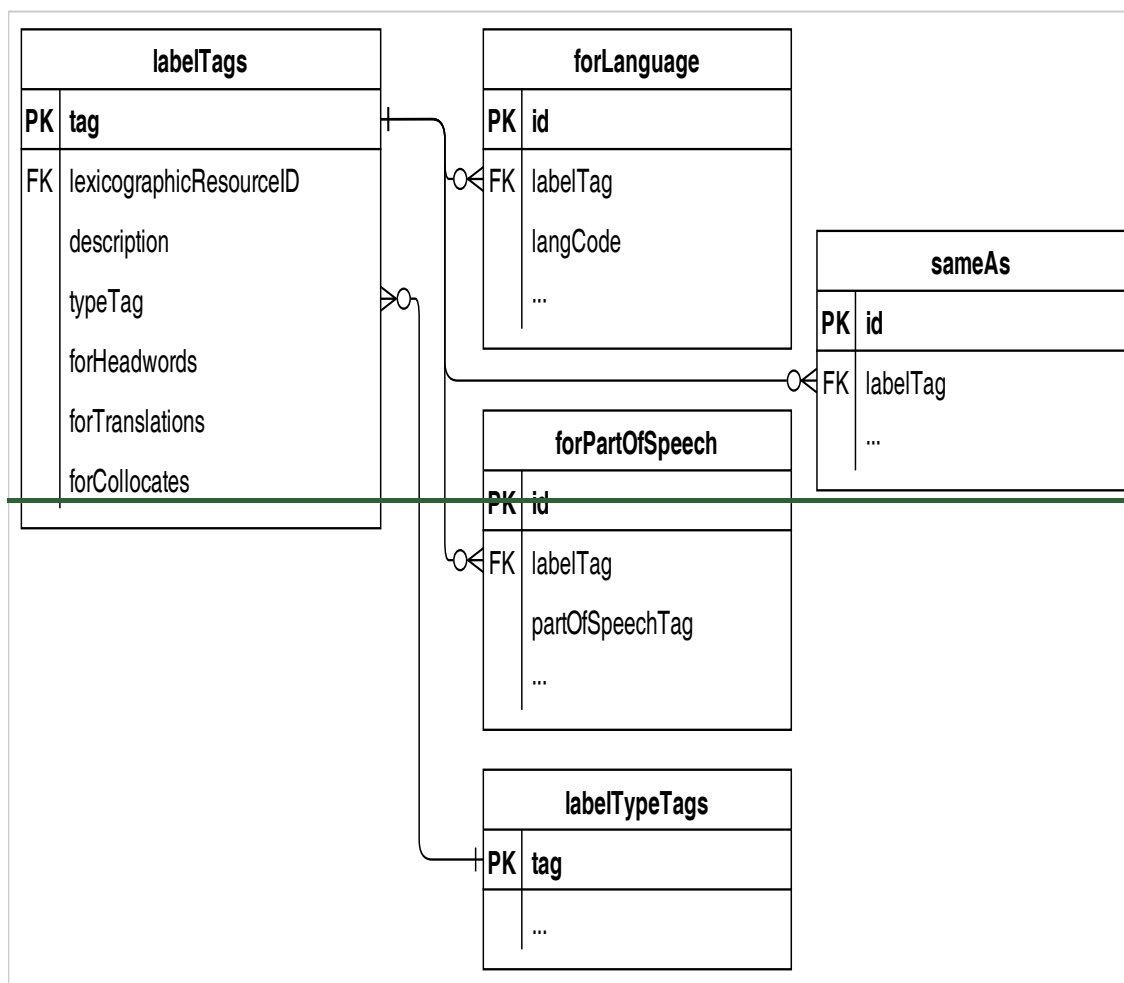 labelTags
PK tag
FK lexicographicResourceID
description
typeTag
forHeadwords
forTranslations
forCollocates
forLanguage
PK id
FK labelTag
langCode
...
sameAs
PK id
FK labelTag
...
forPartOfSpeech
PK id
FK labelTag
partOfSpeechTag
...
labelTypeTags
PK tag
...